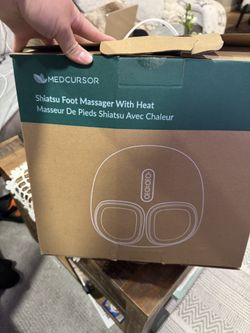 MEDCURSOR
Shiatsu Foot Massager With Heat
Masseur De Pieds Shiatsu Avec Chaleur